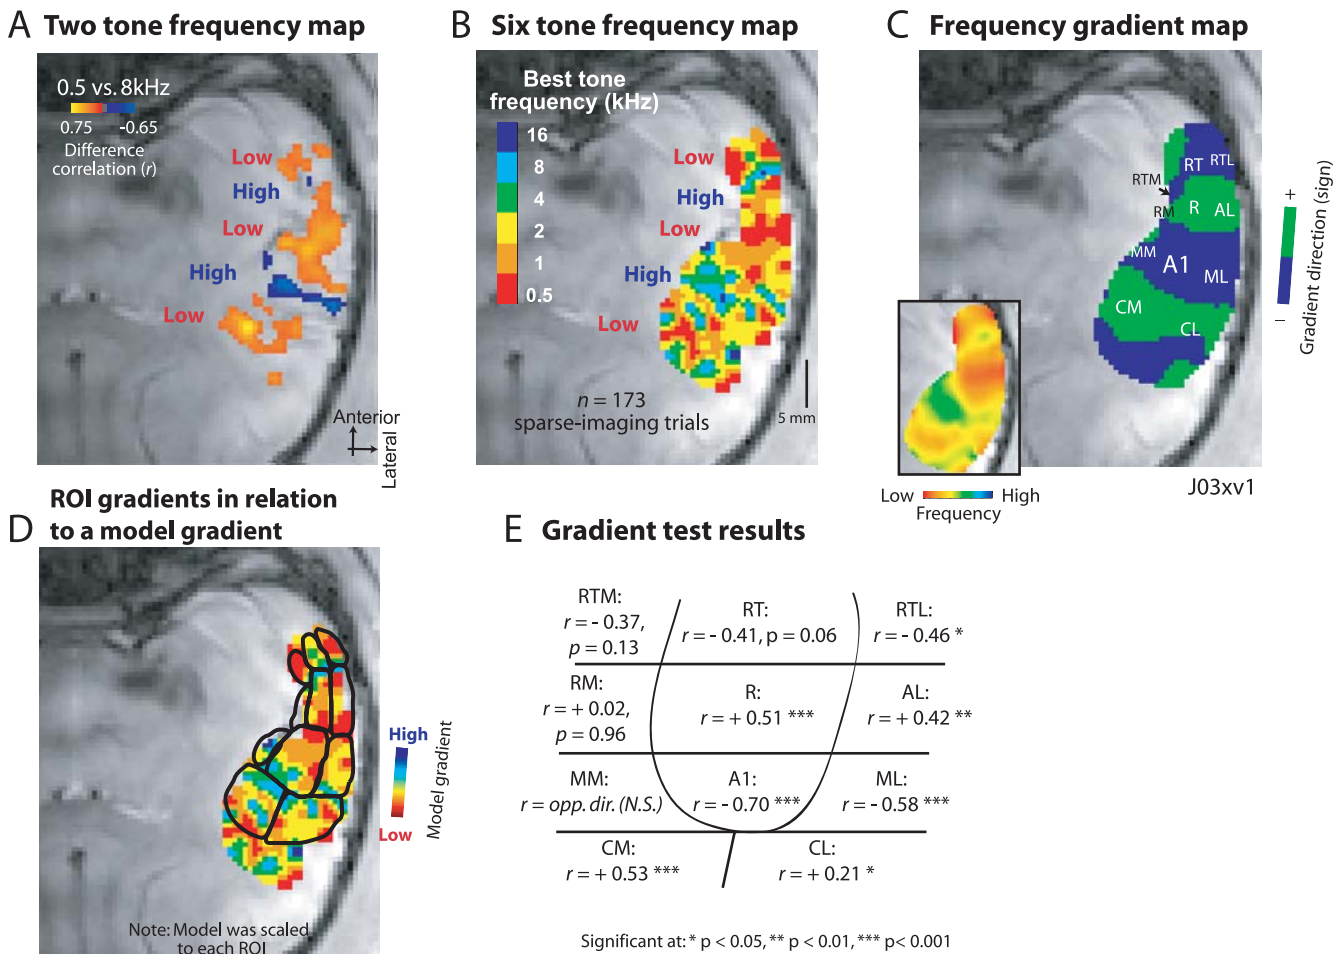 A Two tone frequency map
0.5 vs. 8kHz
0.75 -0.65
Difference
correlation (r)
Low
High
Low
High
Low
Anterior
Lateral
B Six tone frequency map
Best tone
frequency (kHz)
16
8
4
2
1
0.5
Low
High
Low
High
Low
n = 173
sparse-imaging trials
5 mm
C Frequency gradient map
RT RTL
RTM
RM R AL
MM A1 ML
CM
CL
+
–
Gradient direction (sign)
Low High
Frequency
J03xv1
D ROI gradients in relation
to a model gradient
High
Low
Model gradient
Note: Model was scaled
to each ROI
E Gradient test results
RTM:
r = - 0.37,
p = 0.13
RT:
r = - 0.41, p = 0.06
RTL:
r = - 0.46 *
RM:
r = + 0.02,
p = 0.96
R:
r = + 0.51 ***
AL:
r = + 0.42 **
MM:
r = opp. dir. (N.S.)
A1:
r = - 0.70 ***
ML:
r = - 0.58 ***
CM:
r = + 0.53 ***
CL:
r = + 0.21 *
Significant at: * p < 0.05, ** p < 0.01, *** p< 0.001